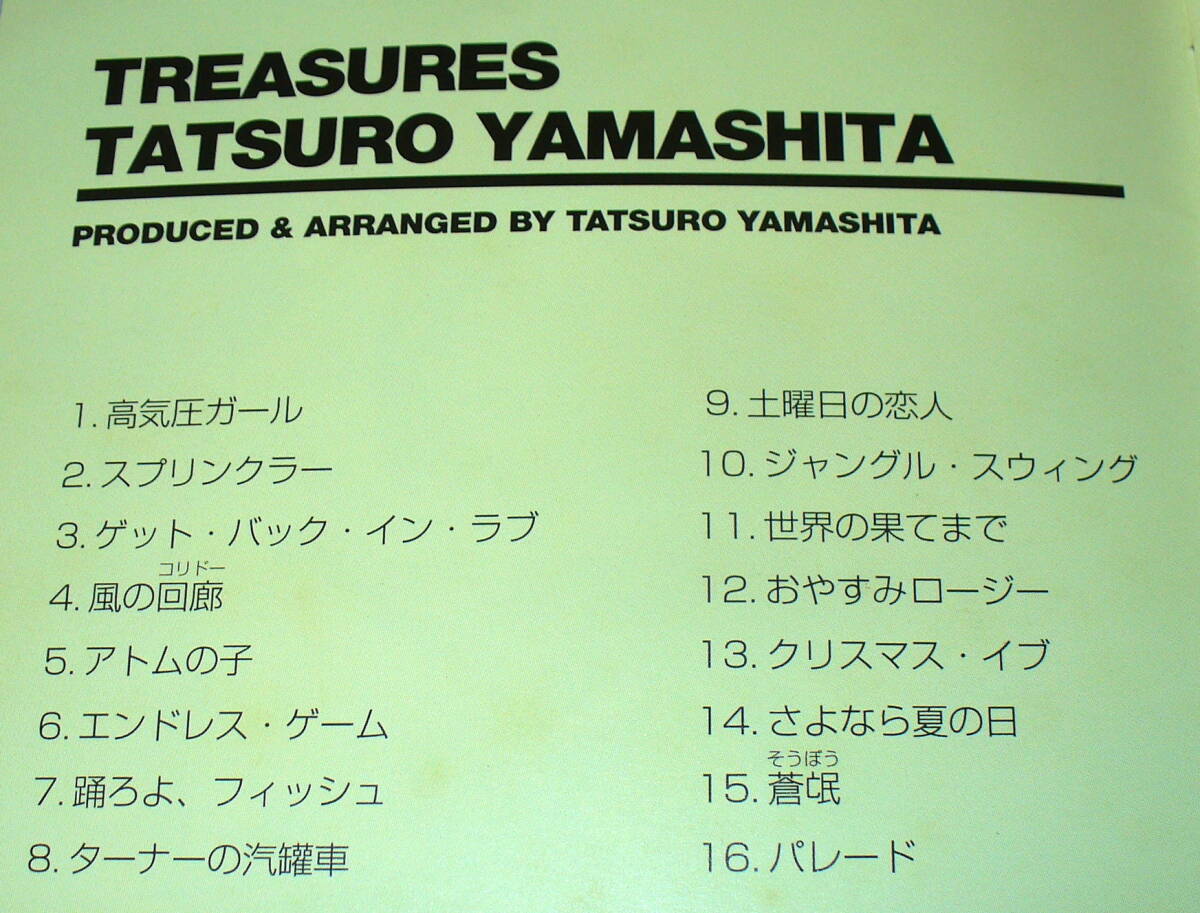 TREASURES
TATSURO YAMASHITA
PRODUCED & ARRANGED BY TATSURO YAMASHITA
1. 高気圧ガール
2. スプリンクラー
3. ゲット・バック・イン・ラブ
コリドー
4. 風の回廊
5. アトムの子
6. エンドレス・ゲーム
7. 踊ろよ、フィッシュ
8. ターナーの汽罐車
9. 土曜日の恋人
10. ジャングル・スウィング
11. 世界の果てまで
12. おやすみロージー
13. クリスマス・イブ
14. さよなら夏の日
そうぼう
15. 蒼氓
16. パレード